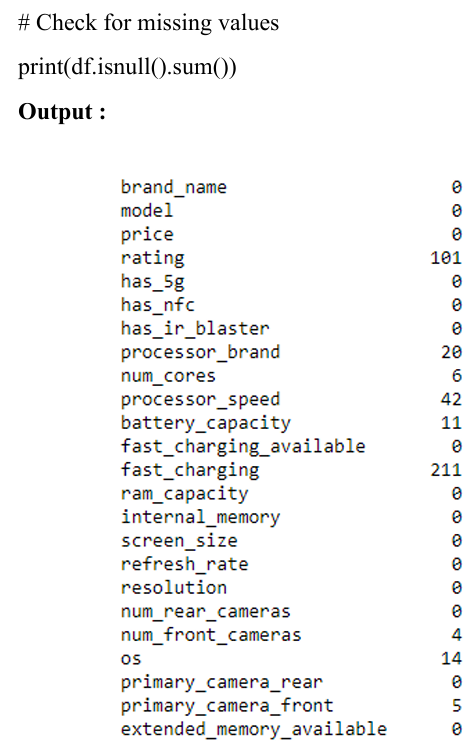 # Check for missing values
print(df.isnull().sum())
Output :
brand_name 0
model 0
price 0
rating 101
has_5g 0
has_nfc 0
has_ir_blaster 0
processor_brand 20
num_cores 6
processor_speed 42
battery_capacity 11
fast_charging_available 0
fast_charging 211
ram_capacity 0
internal_memory 0
screen_size 0
refresh_rate 0
resolution 0
num_rear_cameras 0
num_front_cameras 4
os 14
primary_camera_rear 0
primary_camera_front 5
extended_memory_available 0